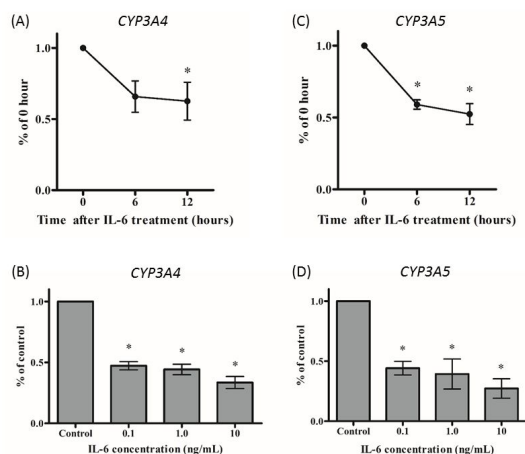 (A)
CYP3A4
% of 0 hour
1.0
0.5
0.0
*
0 6 12
Time after IL-6 treatment (hours)
(C)
CYP3A5
% of 0 hour
1.0
0.5
0.0
* *
0 6 12
Time after IL-6 treatment (hours)
(B)
CYP3A4
% of control
1.0
0.5
0.0
* * *
Control 0.1 1.0 10
IL-6 concentration (ng/mL)
(D)
CYP3A5
% of control
1.0
0.5
0.0
* * *
Control 0.1 1.0 10
IL-6 concentration (ng/mL)